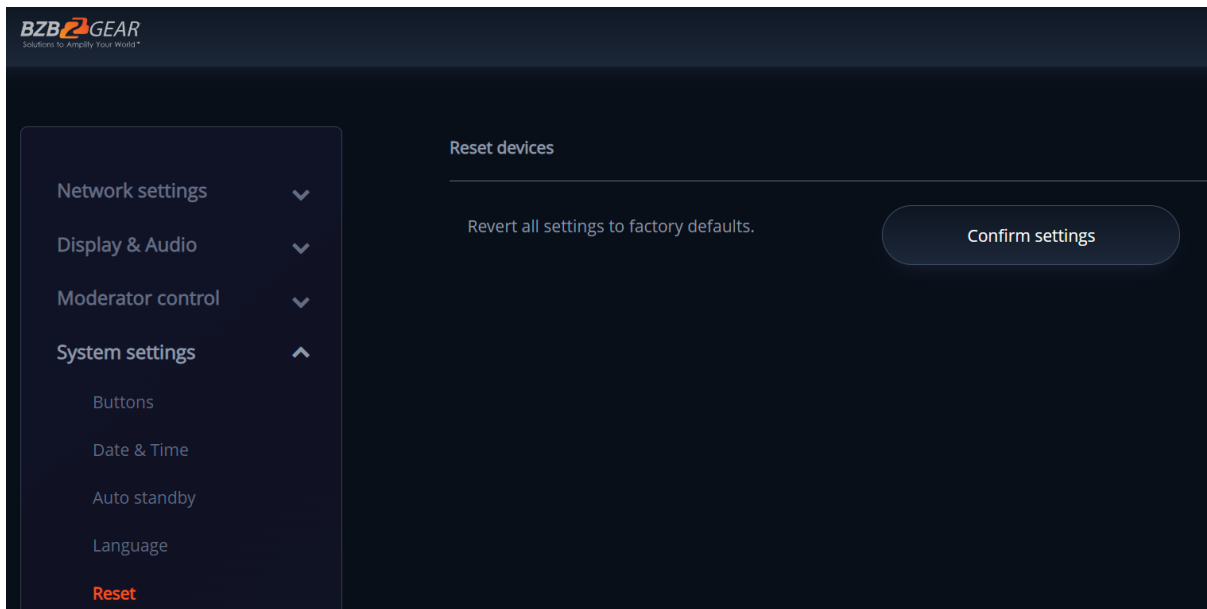 BZB GEAR
Solutions to Amplify Your World™
Network settings
Display & Audio
Moderator control
System settings
Buttons
Date & Time
Auto standby
Language
Reset
Reset devices
Revert all settings to factory defaults.
Confirm settings